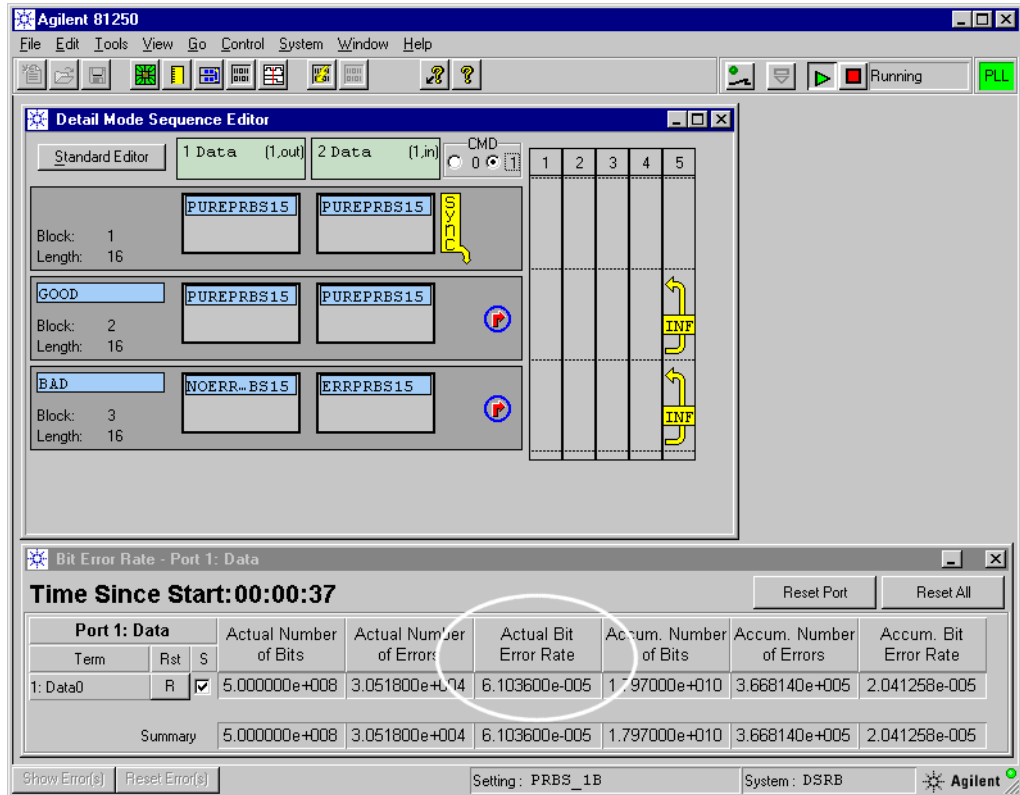 Agilent 81250
File Edit Tools View Go Control System Window Help
Running
PLL
Detail Mode Sequence Editor
Standard Editor
1 Data (1,out)
2 Data (1,in)
CMD
0 1
1 2 3 4 5
PUREPRBS15
PUREPRBS15
Sync
Block: 1
Length: 16
GOOD
PUREPRBS15
PUREPRBS15
Block: 2
Length: 16
INF
BAD
NOERR…BS15
ERRPRBS15
Block: 3
Length: 16
INF
Bit Error Rate - Port 1: Data
Time Since Start:00:00:37
Reset Port
Reset All
Port 1: Data
Term Rst S
Actual Number of Bits
Actual Number of Errors
Actual Bit Error Rate
Accum. Number of Bits
Accum. Number of Errors
Accum. Bit Error Rate
1: Data0 R 5.000000e+008 3.051800e+004 6.103600e-005 1.797000e+010 3.668140e+005 2.041258e-005
Summary 5.000000e+008 3.051800e+004 6.103600e-005 1.797000e+010 3.668140e+005 2.041258e-005
Show Error(s) Reset Error(s)
Setting: PRBS_1B
System: DSRB
Agilent